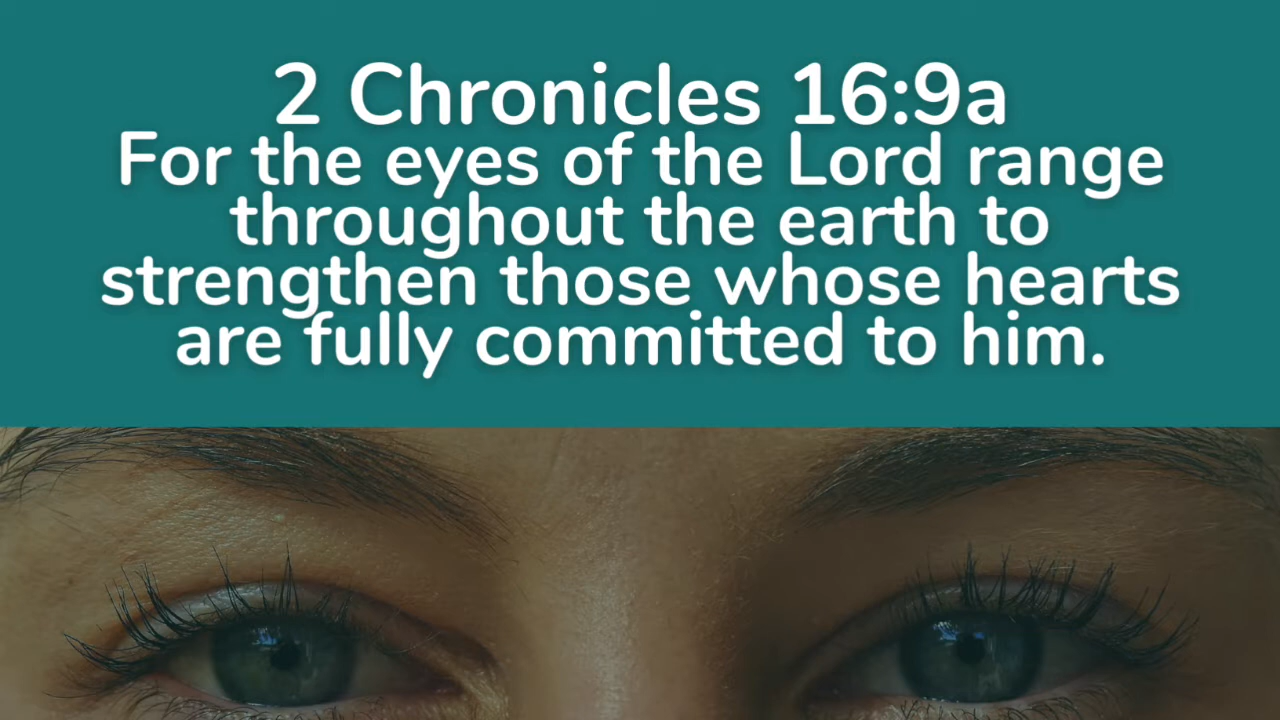 2 Chronicles 16:9a
For the eyes of the Lord range
throughout the earth to
strengthen those whose hearts
are fully committed to him.